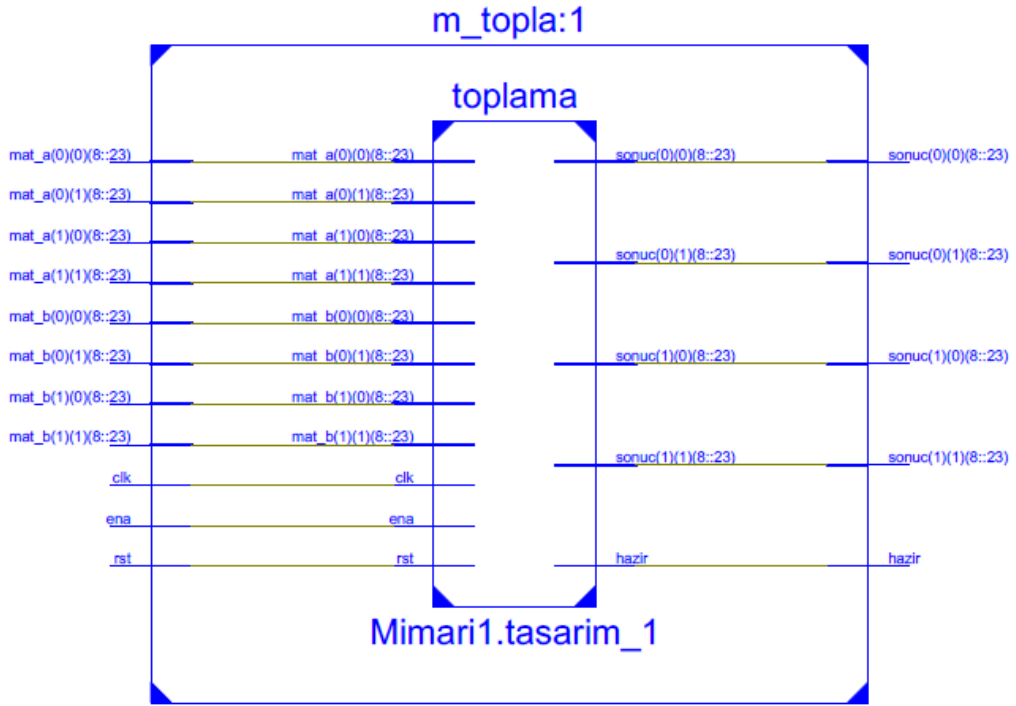 m_topla:1
toplama
mat_a(0)(0)(8::23) mat_a(0)(0)(8::23) sonuc(0)(0)(8::23) sonuc(0)(0)(8::23)
mat_a(0)(1)(8::23) mat_a(0)(1)(8::23)
mat_a(1)(0)(8::23) mat_a(1)(0)(8::23)
sonuc(0)(1)(8::23) sonuc(0)(1)(8::23)
mat_a(1)(1)(8::23) mat_a(1)(1)(8::23)
mat_b(0)(0)(8::23) mat_b(0)(0)(8::23)
mat_b(0)(1)(8::23) mat_b(0)(1)(8::23) sonuc(1)(0)(8::23) sonuc(1)(0)(8::23)
mat_b(1)(0)(8::23) mat_b(1)(0)(8::23)
mat_b(1)(1)(8::23) mat_b(1)(1)(8::23)
sonuc(1)(1)(8::23) sonuc(1)(1)(8::23)
clk clk
ena ena
rst rst hazir hazir
Mimari1.tasarim_1